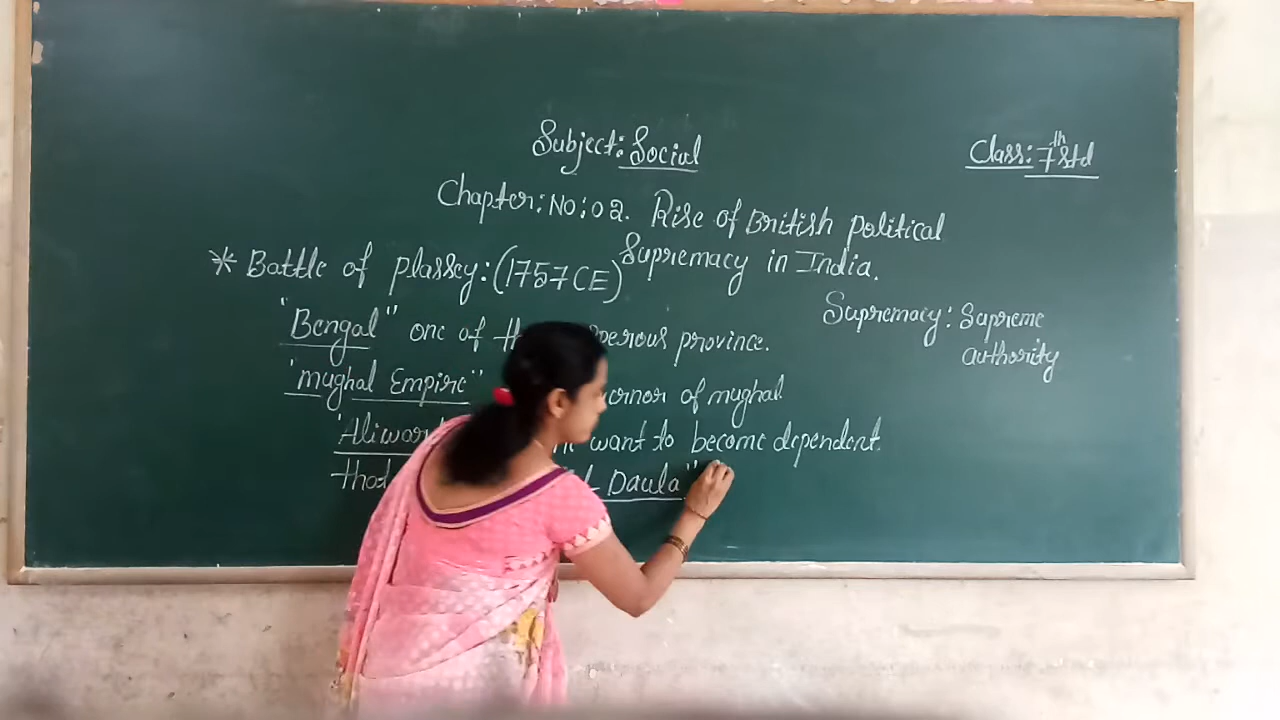 Subject: Social
Class: 7th Std
Chapter: No: 02. Rise of British Political
Supremacy in India.
* Battle of plassey: (1757 CE)
Supremacy: Supreme
authority
"Bengal" one of province.
"mughal Empire" of mughal
want to become dependent.
Daula"